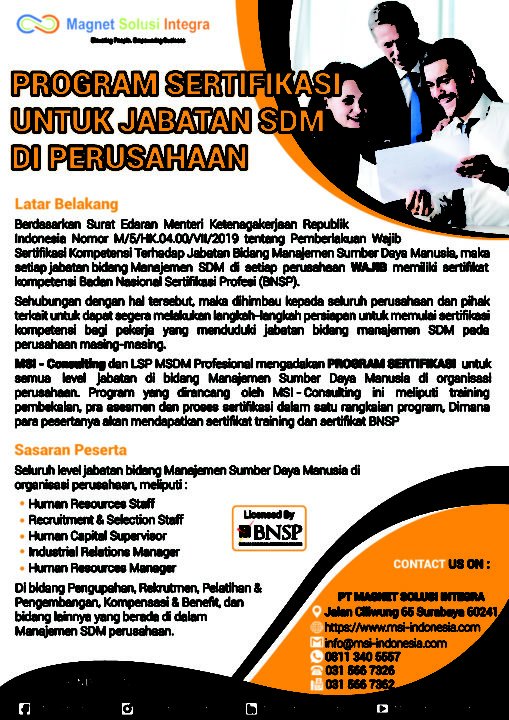 Magnet Solusi Integra
Elevating People. Empowering Business
PROGRAM SERTIFIKASI
UNTUK JABATAN SDM
DI PERUSAHAAN
Latar Belakang
Berdasarkan Surat Edaran Menteri Ketenagakerjaan Republik
Indonesia Nomor M/5/HK.04.00/VII/2019 tentang Pemberlakuan Wajib
Sertifikasi Kompetensi Terhadap Jabatan Bidang Manajemen Sumber Daya Manusia, maka
setiap jabatan bidang Manajemen SDM di setiap perusahaan WAJIB memiliki sertifikat
kompetensi Badan Nasional Sertifikasi Profesi (BNSP).
Sehubungan dengan hal tersebut, maka dihimbau kepada seluruh perusahaan dan pihak
terkait untuk dapat segera melakukan langkah-langkah persiapan untuk memulai sertifikasi
kompetensi bagi pekerja yang menduduki jabatan bidang manajemen SDM pada
perusahaan masing-masing.
MSI - Consulting dan LSP MSDM Profesional mengadakan PROGRAM SERTIFIKASI untuk
semua level jabatan di bidang Manajemen Sumber Daya Manusia di organisasi
perusahaan. Program yang dirancang oleh MSI - Consulting ini meliputi training
pembekalan, pra asesmen dan proses sertifikasi dalam satu rangkaian program, Dimana
para pesertanya akan mendapatkan sertifikat training dan sertifikat BNSP
Sasaran Peserta
Seluruh level jabatan bidang Manajemen Sumber Daya Manusia di
organisasi perusahaan, meliputi :
• Human Resources Staff
• Recruitment & Selection Staff
• Human Capital Supervisor
• Industrial Relations Manager
• Human Resources Manager
Licensed By
BNSP
Di bidang Pengupahan, Rekrutmen, Pelatihan &
Pengembangan, Kompensasi & Benefit, dan
bidang lainnya yang berada di dalam
Manajemen SDM perusahaan.
CONTACT US ON :
PT MAGNET SOLUSI INTEGRA
Jalan Ciliwung 65 Surabaya 60241
https://www.msi-indonesia.com
info@msi-indonesia.com
0811 340 5557
031 566 7326
031 566 7362